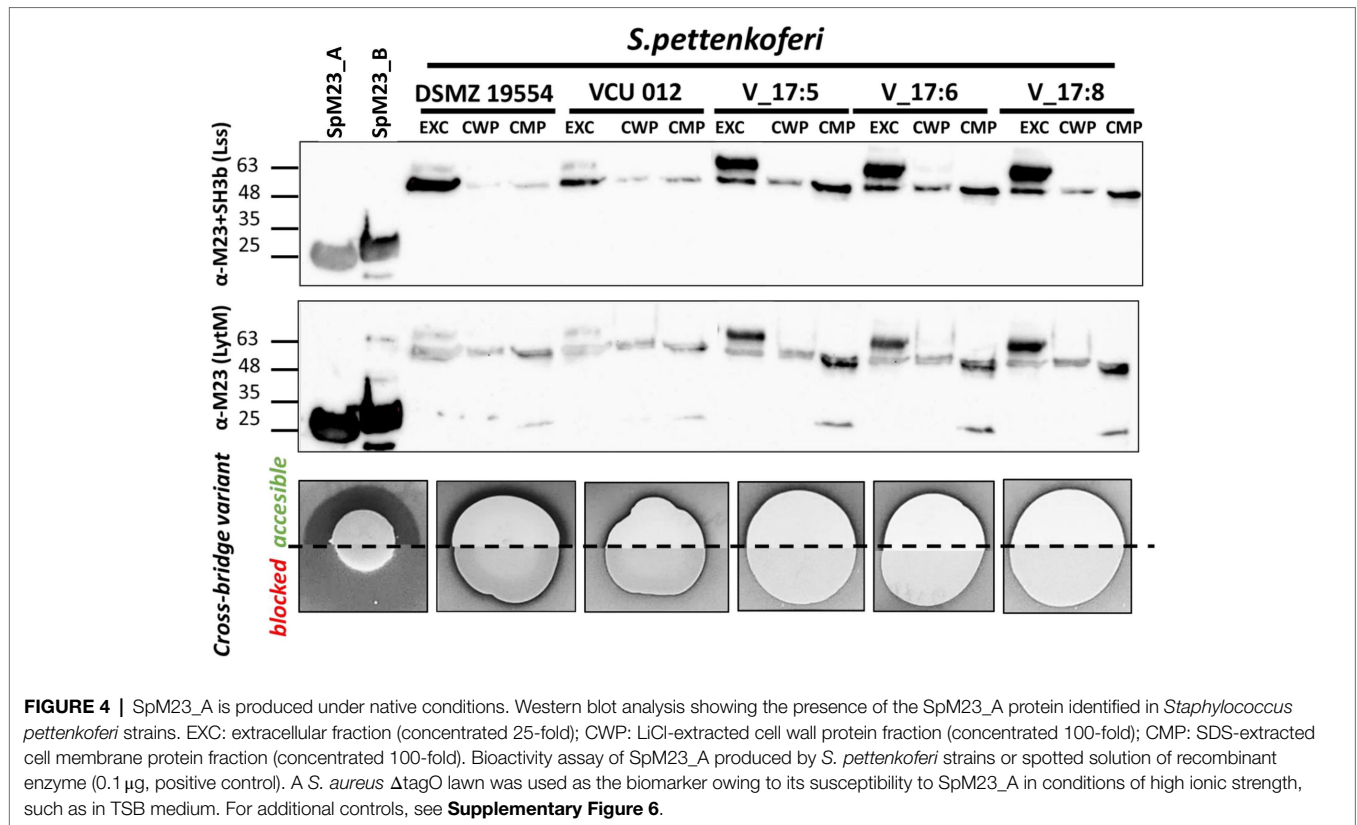 S.pettenkoferi
SpM23_A
SpM23_B
DSMZ 19554 VCU 012 V_17:5 V_17:6 V_17:8
EXC CWP CMP EXC CWP CMP EXC CWP CMP EXC CWP CMP EXC CWP CMP
α-M23+SH3b (Lss)
63
48
35
25
α-M23 (LytM)
63
48
35
25
Cross-bridge variant
accesible
blocked
FIGURE 4 | SpM23_A is produced under native conditions. Western blot analysis showing the presence of the SpM23_A protein identified in Staphylococcus
pettenkoferi strains. EXC: extracellular fraction (concentrated 25-fold); CWP: LiCl-extracted cell wall protein fraction (concentrated 100-fold); CMP: SDS-extracted
cell membrane protein fraction (concentrated 100-fold). Bioactivity assay of SpM23_A produced by S. pettenkoferi strains or spotted solution of recombinant
enzyme (0.1 μg, positive control). A S. aureus ΔtagO lawn was used as the biomarker owing to its susceptibility to SpM23_A in conditions of high ionic strength,
such as in TSB medium. For additional controls, see Supplementary Figure 6.